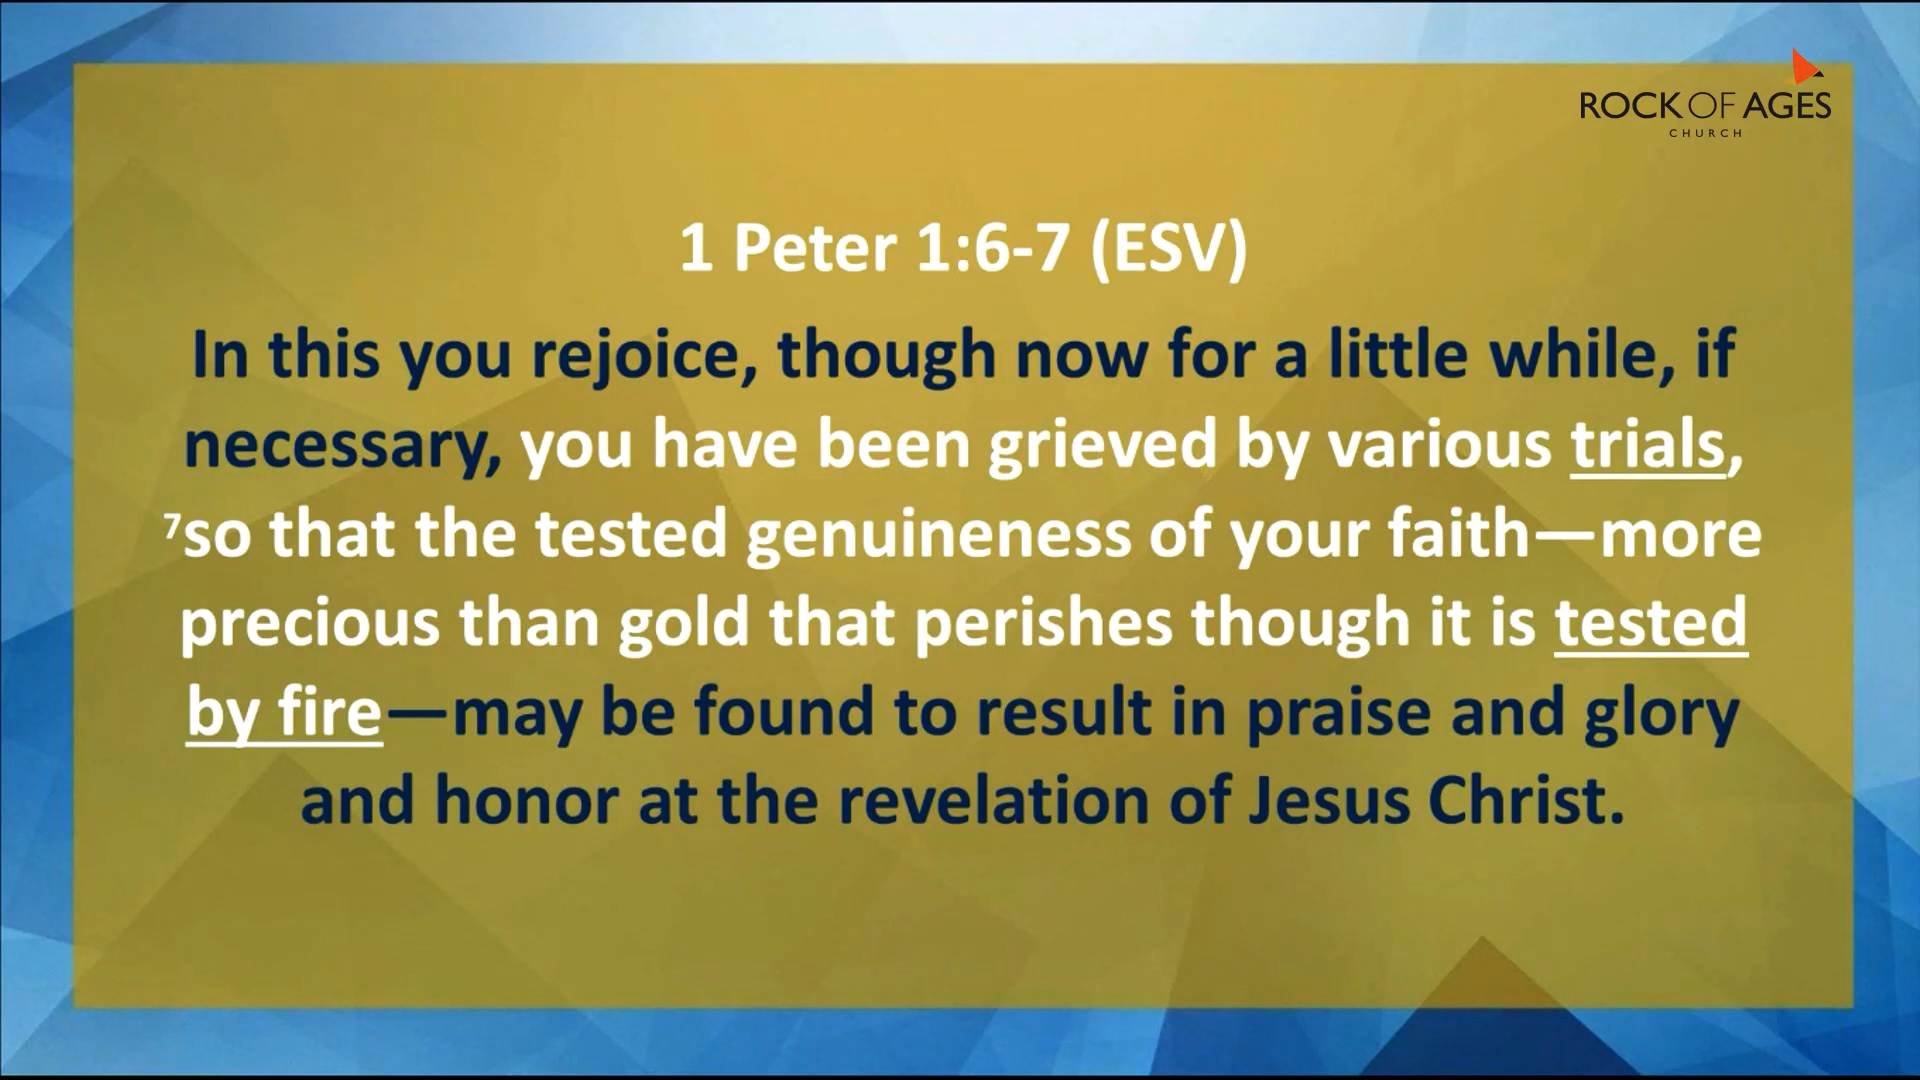 ROCK OF AGES
CHURCH
1 Peter 1:6-7 (ESV)
In this you rejoice, though now for a little while, if
necessary, you have been grieved by various trials,
⁷so that the tested genuineness of your faith—more
precious than gold that perishes though it is tested
by fire—may be found to result in praise and glory
and honor at the revelation of Jesus Christ.